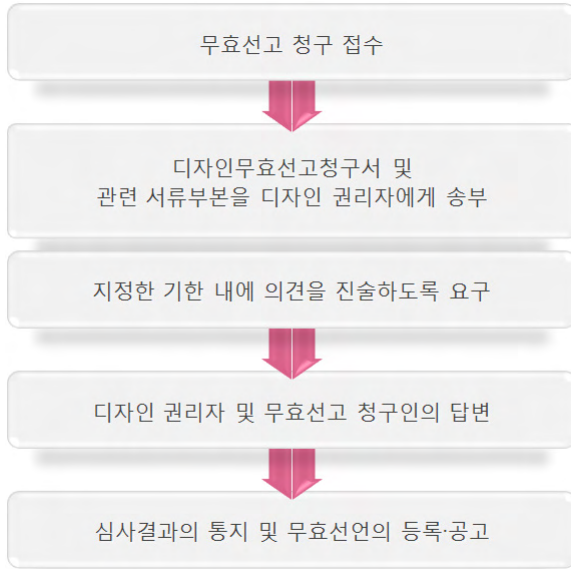 무효선고 청구 접수
디자인무효선고청구서 및
관련 서류부본을 디자인 권리자에게 송부
지정한 기한 내에 의견을 진술하도록 요구
디자인 권리자 및 무효선고 청구인의 답변
심사결과의 통지 및 무효선언의 등록·공고